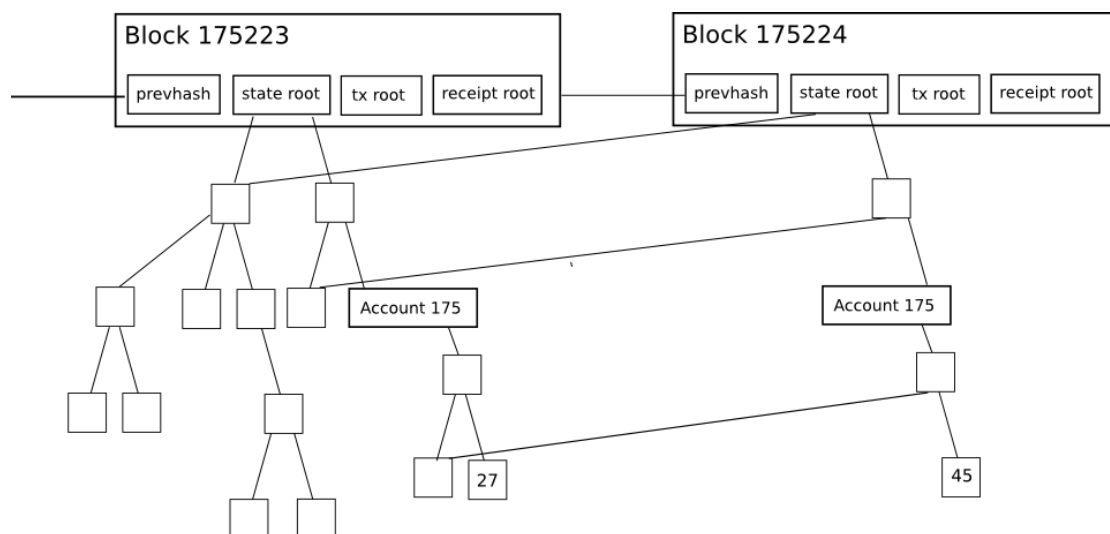 Block 175223
prevhash
state root
tx root
receipt root
Block 175224
prevhash
state root
tx root
receipt root
Account 175
Account 175
27
45